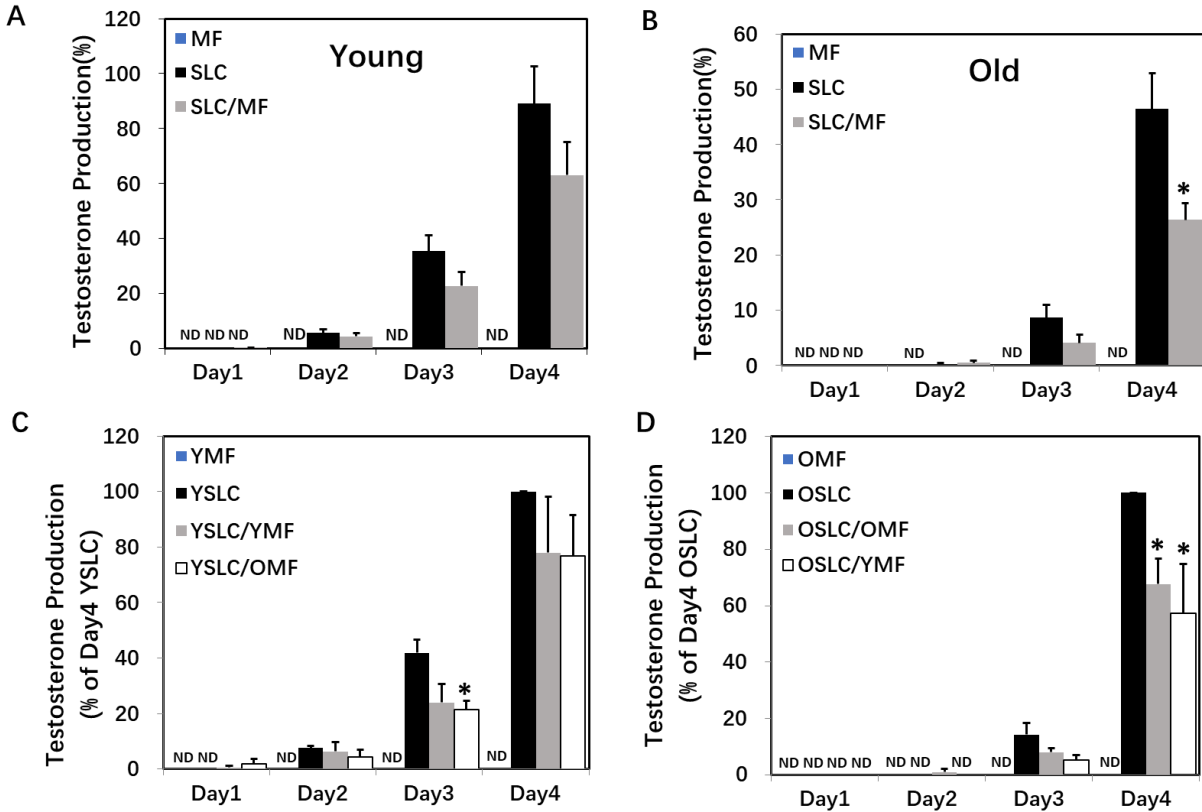 A
Testosterone Production(%)
120
100
80
60
40
20
0
MF
SLC
SLC/MF
Young
ND ND ND
ND
ND
ND
Day1 Day2 Day3 Day4
B
Testosterone Production(%)
60
50
40
30
20
10
0
MF
SLC
SLC/MF
Old
*
ND ND ND
ND
ND
ND
Day1 Day2 Day3 Day4
C
Testosterone Production
(% of Day4 YSLC)
120
100
80
60
40
20
0
YMF
YSLC
YSLC/YMF
YSLC/OMF
*
ND ND
ND
ND
ND
Day1 Day2 Day3 Day4
D
Testosterone Production
(% of Day4 OSLC)
120
100
80
60
40
20
0
OMF
OSLC
OSLC/OMF
OSLC/YMF
* *
ND ND ND ND
ND ND ND
ND
ND
Day1 Day2 Day3 Day4